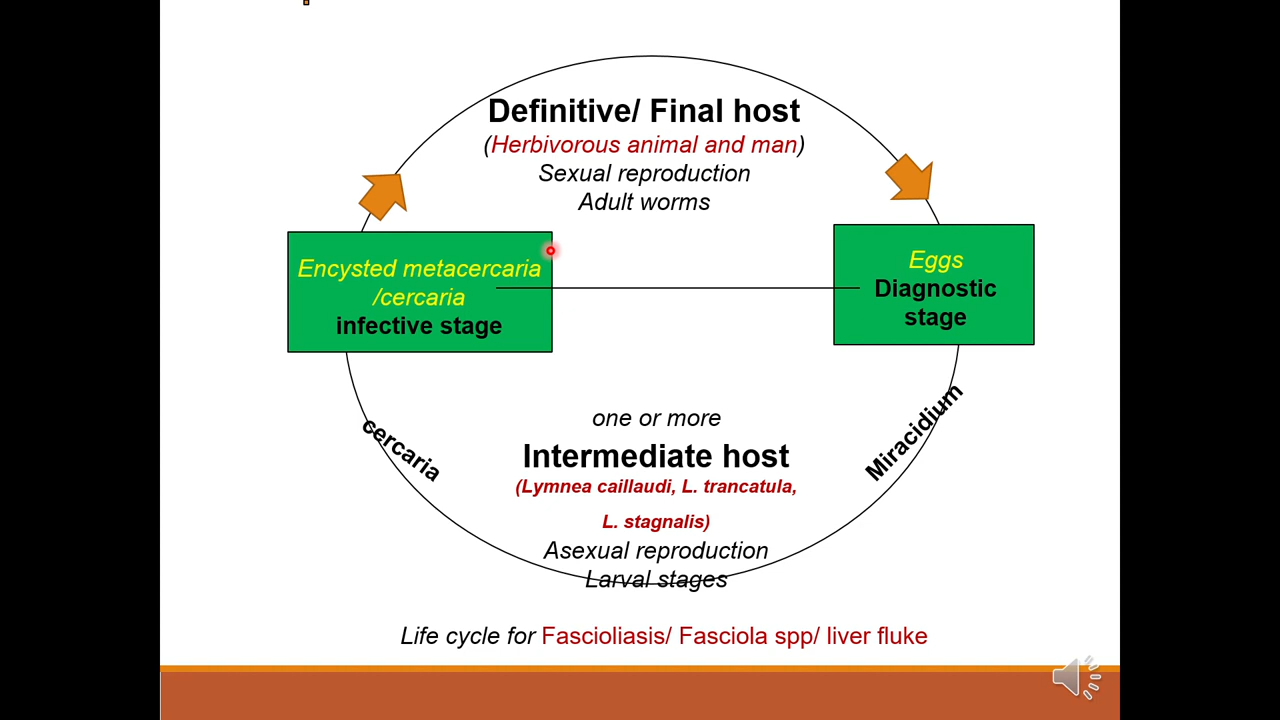 Definitive/ Final host
(Herbivorous animal and man)
Sexual reproduction
Adult worms
Encysted metacercaria
/cercaria
infective stage
Eggs
Diagnostic
stage
cercaria
Miracidium
one or more
Intermediate host
(Lymnea caillaudi, L. trancatula,
L. stagnalis)
Asexual reproduction
Larval stages
Life cycle for Fascioliasis/ Fasciola spp/ liver fluke